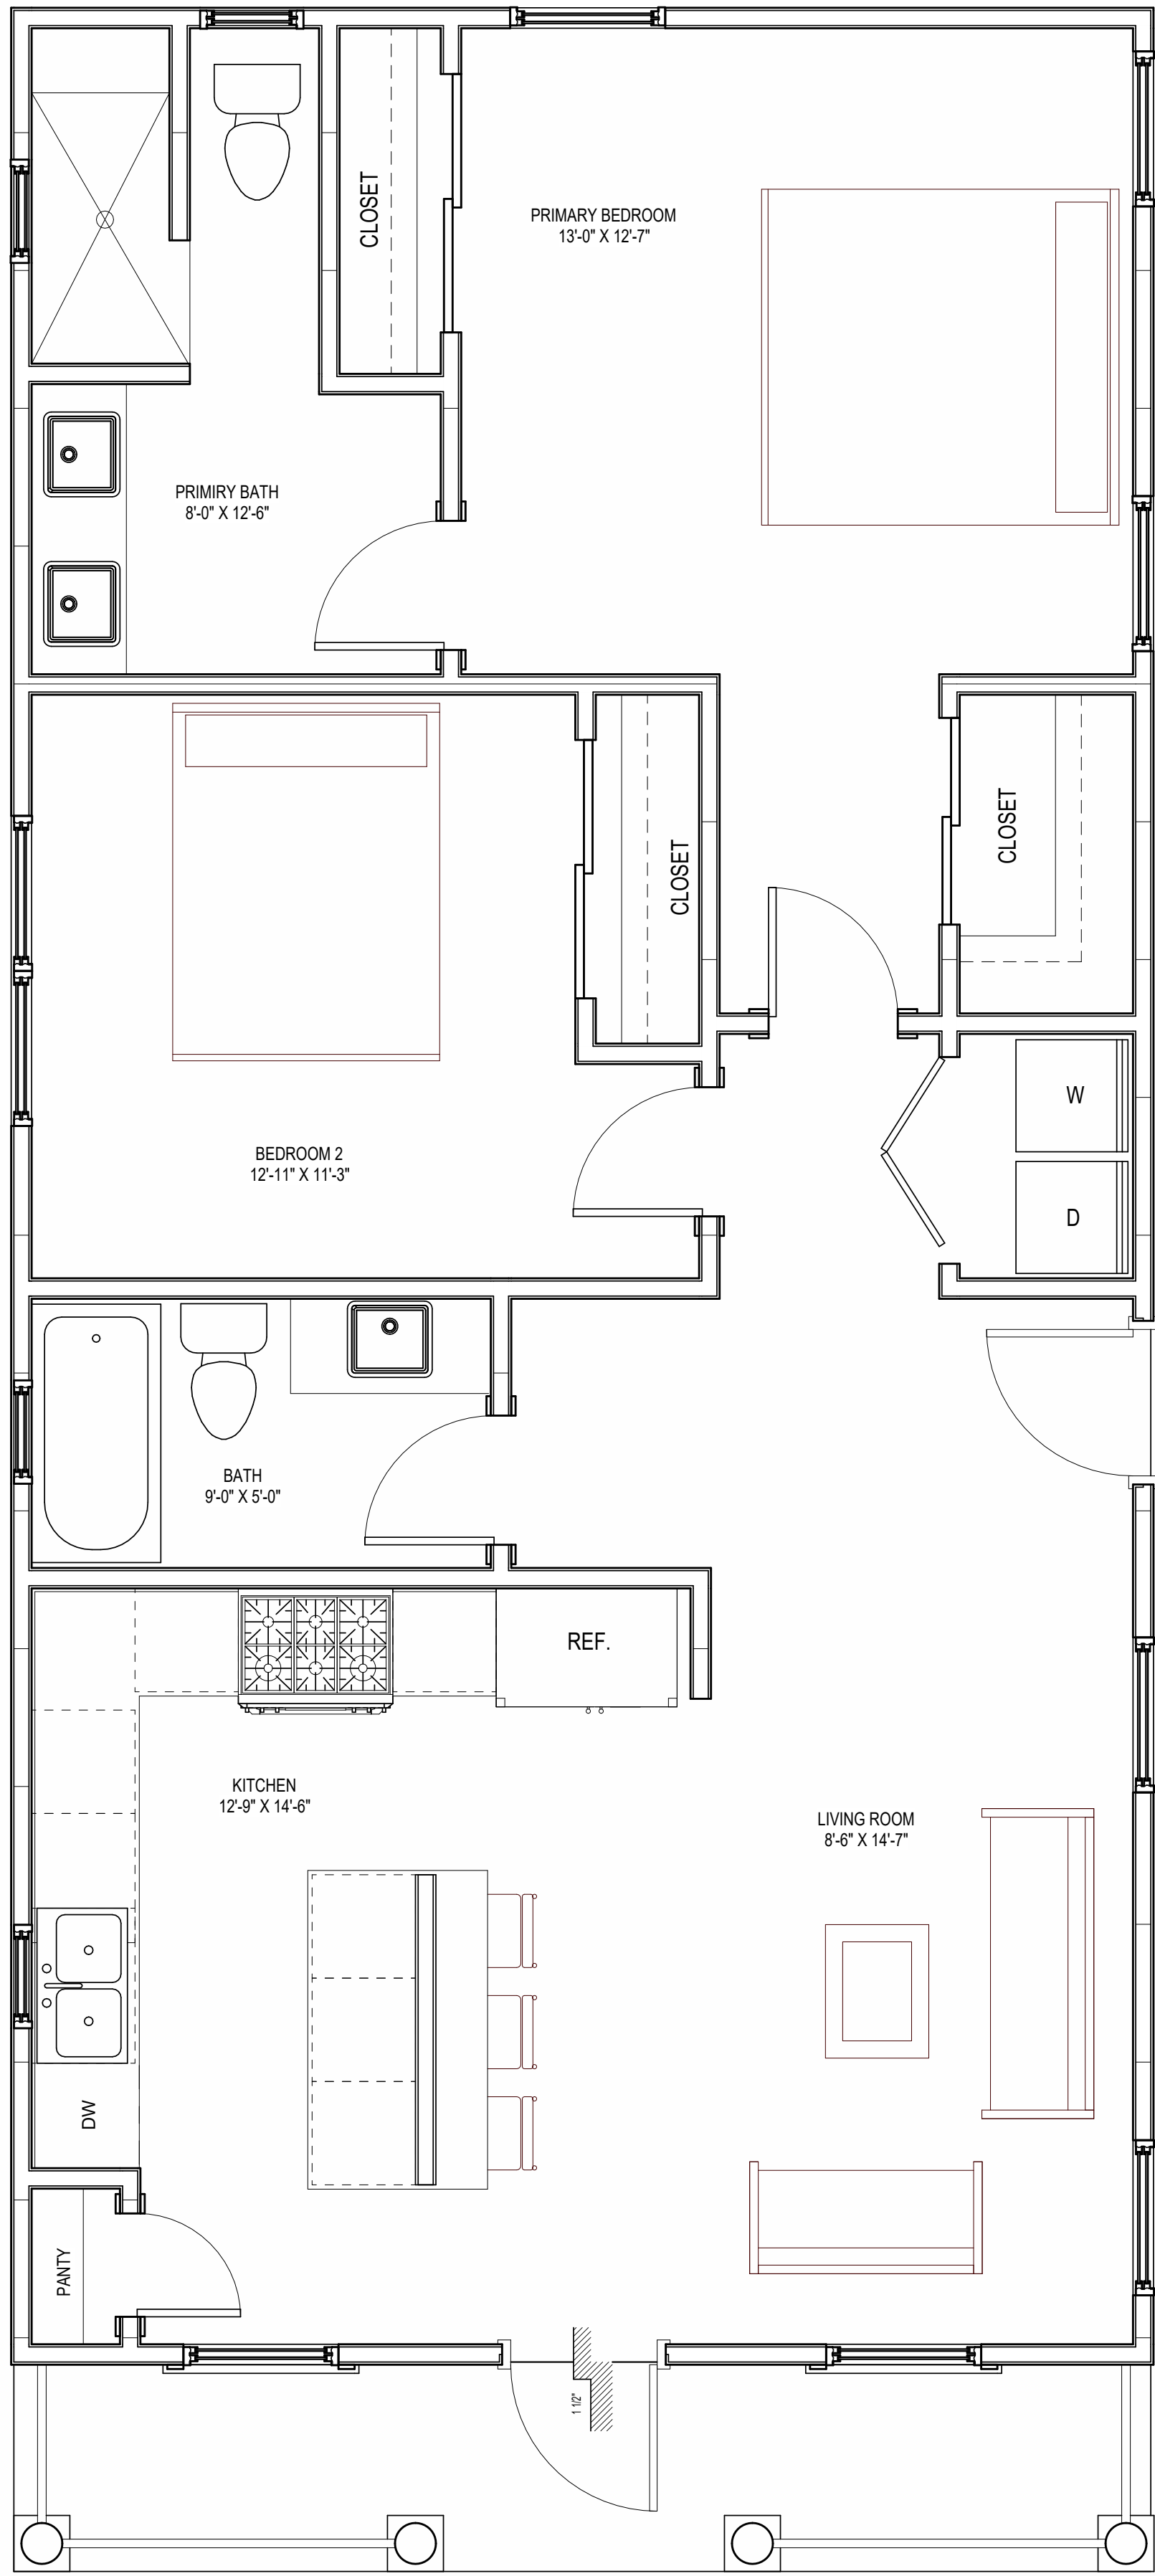 CLOSET
PRIMARY BEDROOM
13'-0" X 12'-7"
PRIMIRY BATH
8'-0" X 12'-6"
CLOSET
CLOSET
W
D
BEDROOM 2
12'-11" X 11'-3"
BATH
9'-0" X 5'-0"
REF.
KITCHEN
12'-9" X 14'-6"
LIVING ROOM
8'-6" X 14'-7"
DW
PANTY
1 1/2"